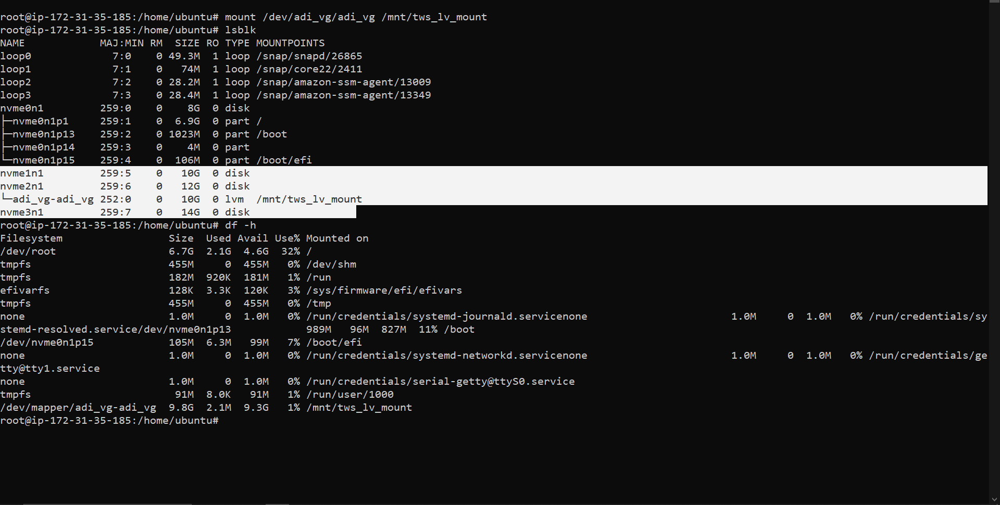 root@ip-172-31-35-185:/home/ubuntu# mount /dev/adi_vg/adi_vg /mnt/tws_lv_mount
root@ip-172-31-35-185:/home/ubuntu# lsblk
NAME            MAJ:MIN RM  SIZE RO TYPE MOUNTPOINTS
loop0             7:0    0 49.3M  1 loop /snap/snapd/26865
loop1             7:1    0   74M  1 loop /snap/core22/2411
loop2             7:2    0 28.2M  1 loop /snap/amazon-ssm-agent/13009
loop3             7:3    0 28.4M  1 loop /snap/amazon-ssm-agent/13349
nvme0n1         259:0    0    8G  0 disk
├─nvme0n1p1     259:1    0  6.9G  0 part /
├─nvme0n1p13    259:2    0 1023M  0 part /boot
├─nvme0n1p14    259:3    0    4M  0 part
└─nvme0n1p15    259:4    0  106M  0 part /boot/efi
nvme1n1         259:5    0   10G  0 disk
nvme2n1         259:6    0   12G  0 disk
└─adi_vg-adi_vg 252:0    0   10G  0 lvm  /mnt/tws_lv_mount
nvme3n1         259:7    0   14G  0 disk
root@ip-172-31-35-185:/home/ubuntu# df -h
Filesystem                 Size  Used Avail Use% Mounted on
/dev/root                  6.7G  2.1G  4.6G  32% /
tmpfs                      455M     0  455M   0% /dev/shm
tmpfs                      182M  920K  181M   1% /run
efivarfs                   128K  3.3K  120K   3% /sys/firmware/efi/efivars
tmpfs                      455M     0  455M   0% /tmp
none                       1.0M     0  1.0M   0% /run/credentials/systemd-journald.servicenone                       1.0M     0  1.0M   0% /run/credentials/sy
stemd-resolved.service/dev/nvme0n1p13            989M   96M  827M  11% /boot
/dev/nvme0n1p15            105M  6.3M   99M   7% /boot/efi
none                       1.0M     0  1.0M   0% /run/credentials/systemd-networkd.servicenone                       1.0M     0  1.0M   0% /run/credentials/ge
tty@tty1.service
none                       1.0M     0  1.0M   0% /run/credentials/serial-getty@ttyS0.service
tmpfs                       91M  8.0K   91M   1% /run/user/1000
/dev/mapper/adi_vg-adi_vg  9.8G  2.1M  9.3G   1% /mnt/tws_lv_mount
root@ip-172-31-35-185:/home/ubuntu#